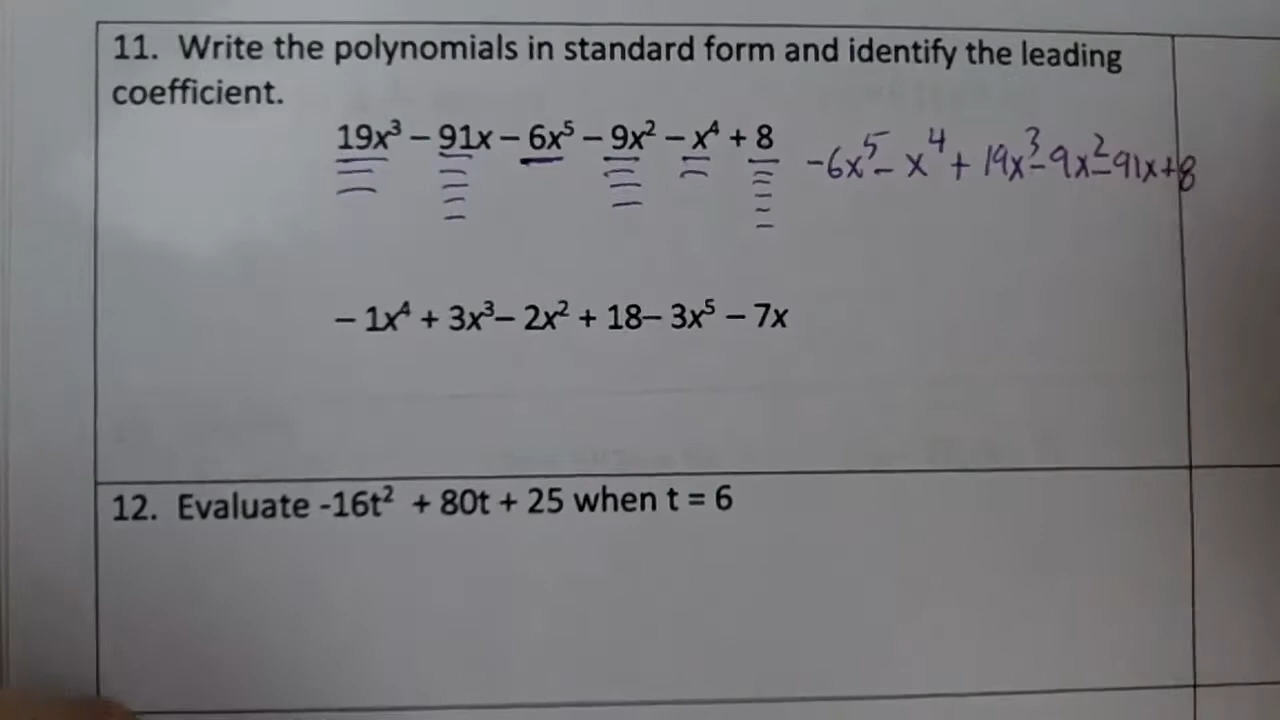 11. Write the polynomials in standard form and identify the leading
coefficient.
19x³ – 91x – 6x⁵ – 9x² – x⁴ + 8 -6x⁵ - x⁴ + 19x³ - 9x² - 91x + 8
– 1x⁴ + 3x³– 2x² + 18– 3x⁵ – 7x
12. Evaluate -16t² + 80t + 25 when t = 6